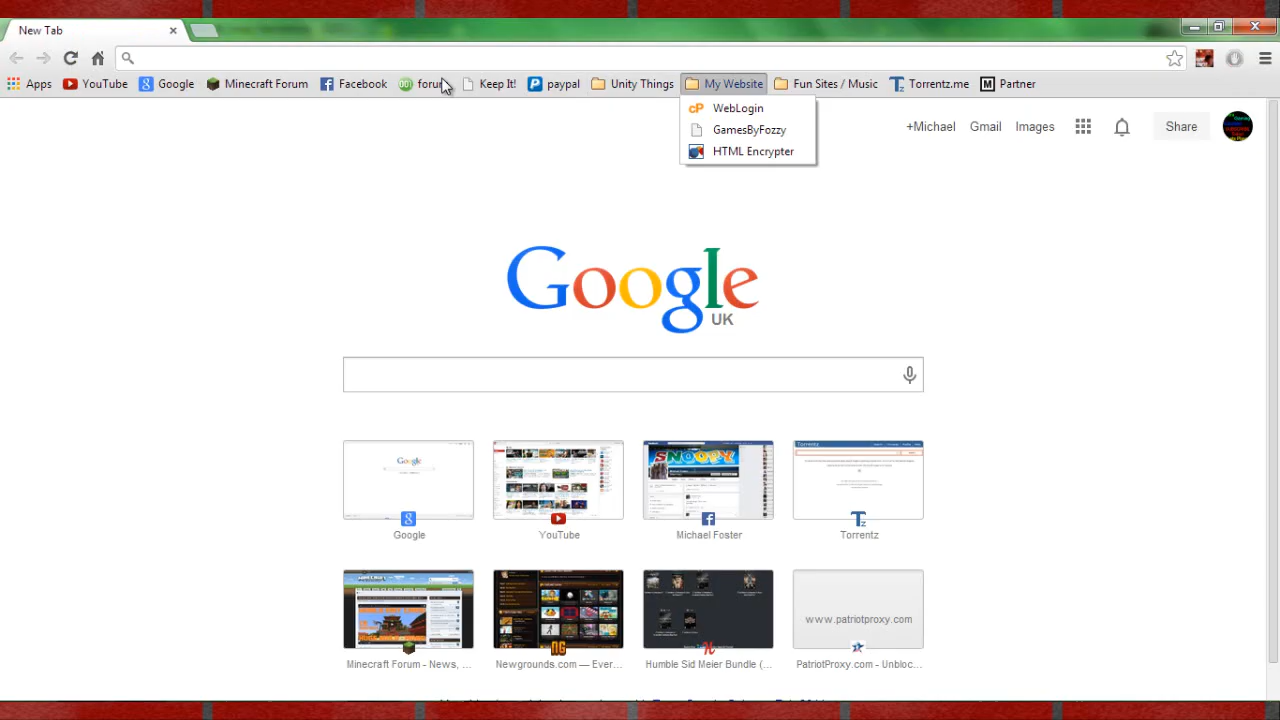 New Tab
Apps YouTube Google Minecraft Forum Facebook forum Keep It! paypal Unity Things My Website Fun Sites / Music Torrentz.me Partner
WebLogin
GamesByFozzy
HTML Encrypter
+Michael Gmail Images Share
Google
UK
Google YouTube Michael Foster Torrentz
www.patriotproxy.com
Minecraft Forum - News, ... Newgrounds.com — Ever... Humble Sid Meier Bundle (... PatriotProxy.com - Unbloc...